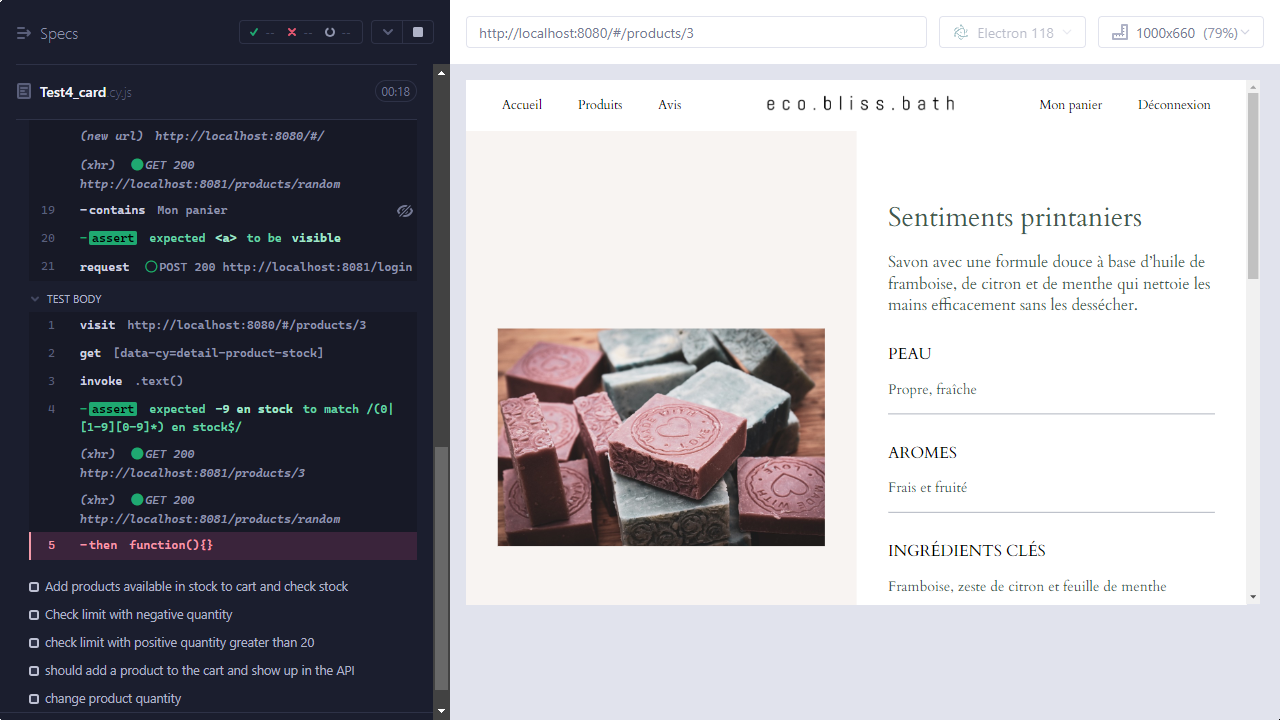 Specs
-- -- --
Test4_card.cy.js 00:18
(new url) http://localhost:8080/#/
(xhr) GET 200
http://localhost:8081/products/random
19 -contains Mon panier
20 -assert expected <a> to be visible
21 request POST 200 http://localhost:8081/login
TEST BODY
1 visit http://localhost:8080/#/products/3
2 get [data-cy=detail-product-stock]
3 invoke .text()
4 -assert expected -9 en stock to match /(0|
[1-9][0-9]*) en stock$/
(xhr) GET 200
http://localhost:8081/products/3
(xhr) GET 200
http://localhost:8081/products/random
5 -then function(){}
Add products available in stock to cart and check stock
Check limit with negative quantity
check limit with positive quantity greater than 20
should add a product to the cart and show up in the API
change product quantity
http://localhost:8080/#/products/3
Electron 118
1000x660 (79%)
Accueil Produits Avis eco.bliss.bath Mon panier Déconnexion
Sentiments printaniers
Savon avec une formule douce à base d’huile de
framboise, de citron et de menthe qui nettoie les
mains efficacement sans les dessécher.
PEAU
Propre, fraîche
AROMES
Frais et fruité
INGRÉDIENTS CLÉS
Framboise, zeste de citron et feuille de menthe